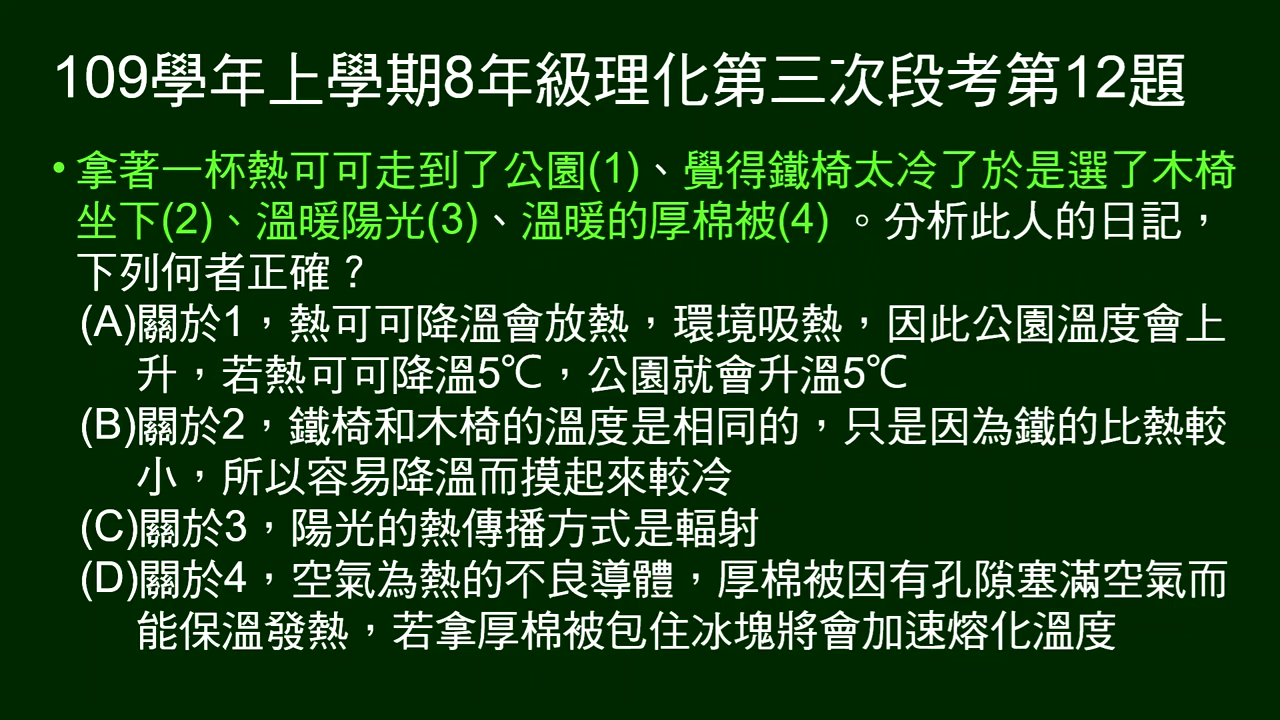 109學年上學期8年級理化第三次段考第12題
•拿著一杯熱可可走到了公園(1)、覺得鐵椅太冷了於是選了木椅
坐下(2)、溫暖陽光(3)、溫暖的厚棉被(4) 。分析此人的日記，
下列何者正確？
(A)關於1，熱可可降溫會放熱，環境吸熱，因此公園溫度會上
升，若熱可可降溫5℃，公園就會升溫5℃
(B)關於2，鐵椅和木椅的溫度是相同的，只是因為鐵的比熱較
小，所以容易降溫而摸起來較冷
(C)關於3，陽光的熱傳播方式是輻射
(D)關於4，空氣為熱的不良導體，厚棉被因有孔隙塞滿空氣而
能保溫發熱，若拿厚棉被包住冰塊將會加速熔化溫度